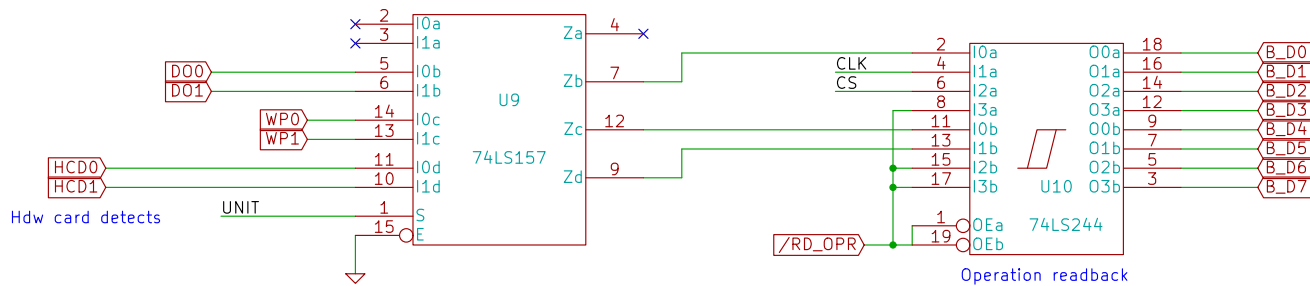 2 I0a
3 I1a
Za 4
DO0 5 I0b
DO1 6 I1b
Zb 7
U9
WP0 14 I0c
WP1 13 I1c
Zc 12
74LS157
HCD0 11 I0d
HCD1 10 I1d
Zd 9
Hdw card detects
UNIT 1 S
15 E
2 I0a O0a 18 B_D0
CLK 4 I1a O1a 16 B_D1
CS 6 I2a O2a 14 B_D2
8 I3a O3a 12 B_D3
11 I0b O0b 9 B_D4
13 I1b O1b 7 B_D5
15 I2b O2b 5 B_D6
17 I3b O3b 3 B_D7
U10
1 OEa 74LS244
/RD_OPR 19 OEb
Operation readback